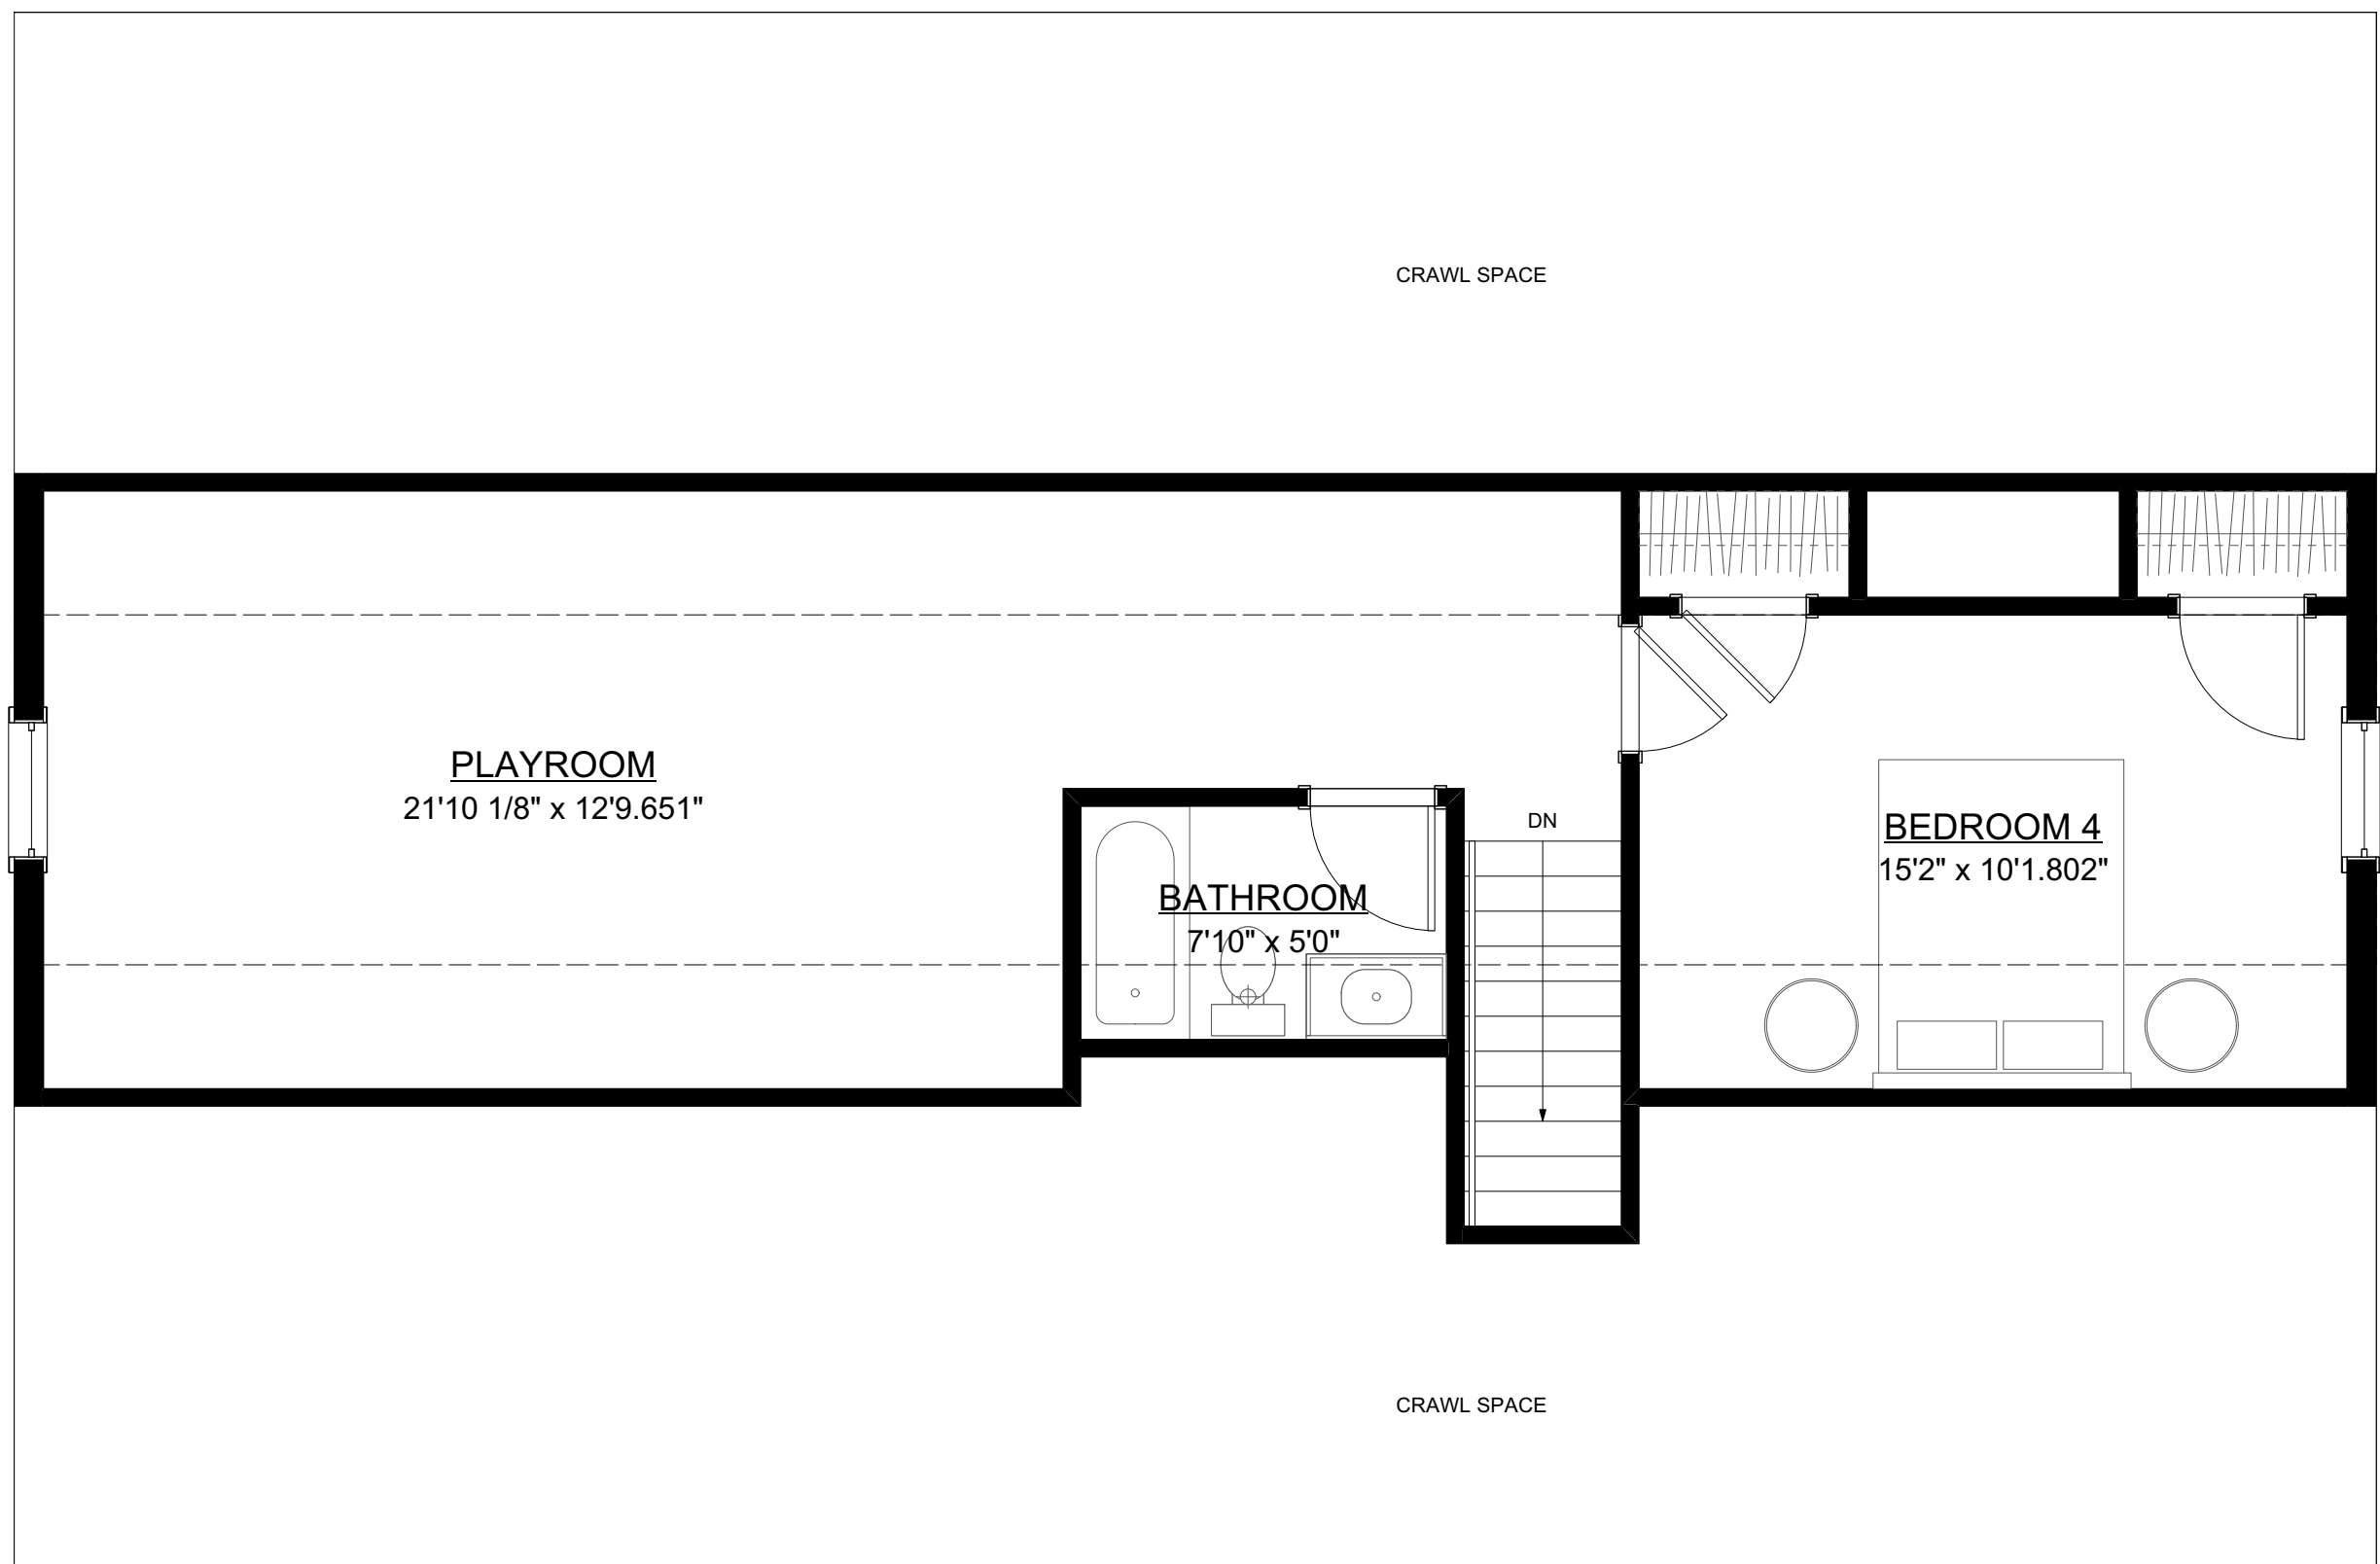 CRAWL SPACE
PLAYROOM
21'10 1/8" x 12'9.651"
BATHROOM
7'10" x 5'0"
DN
BEDROOM 4
15'2" x 10'1.802"
CRAWL SPACE